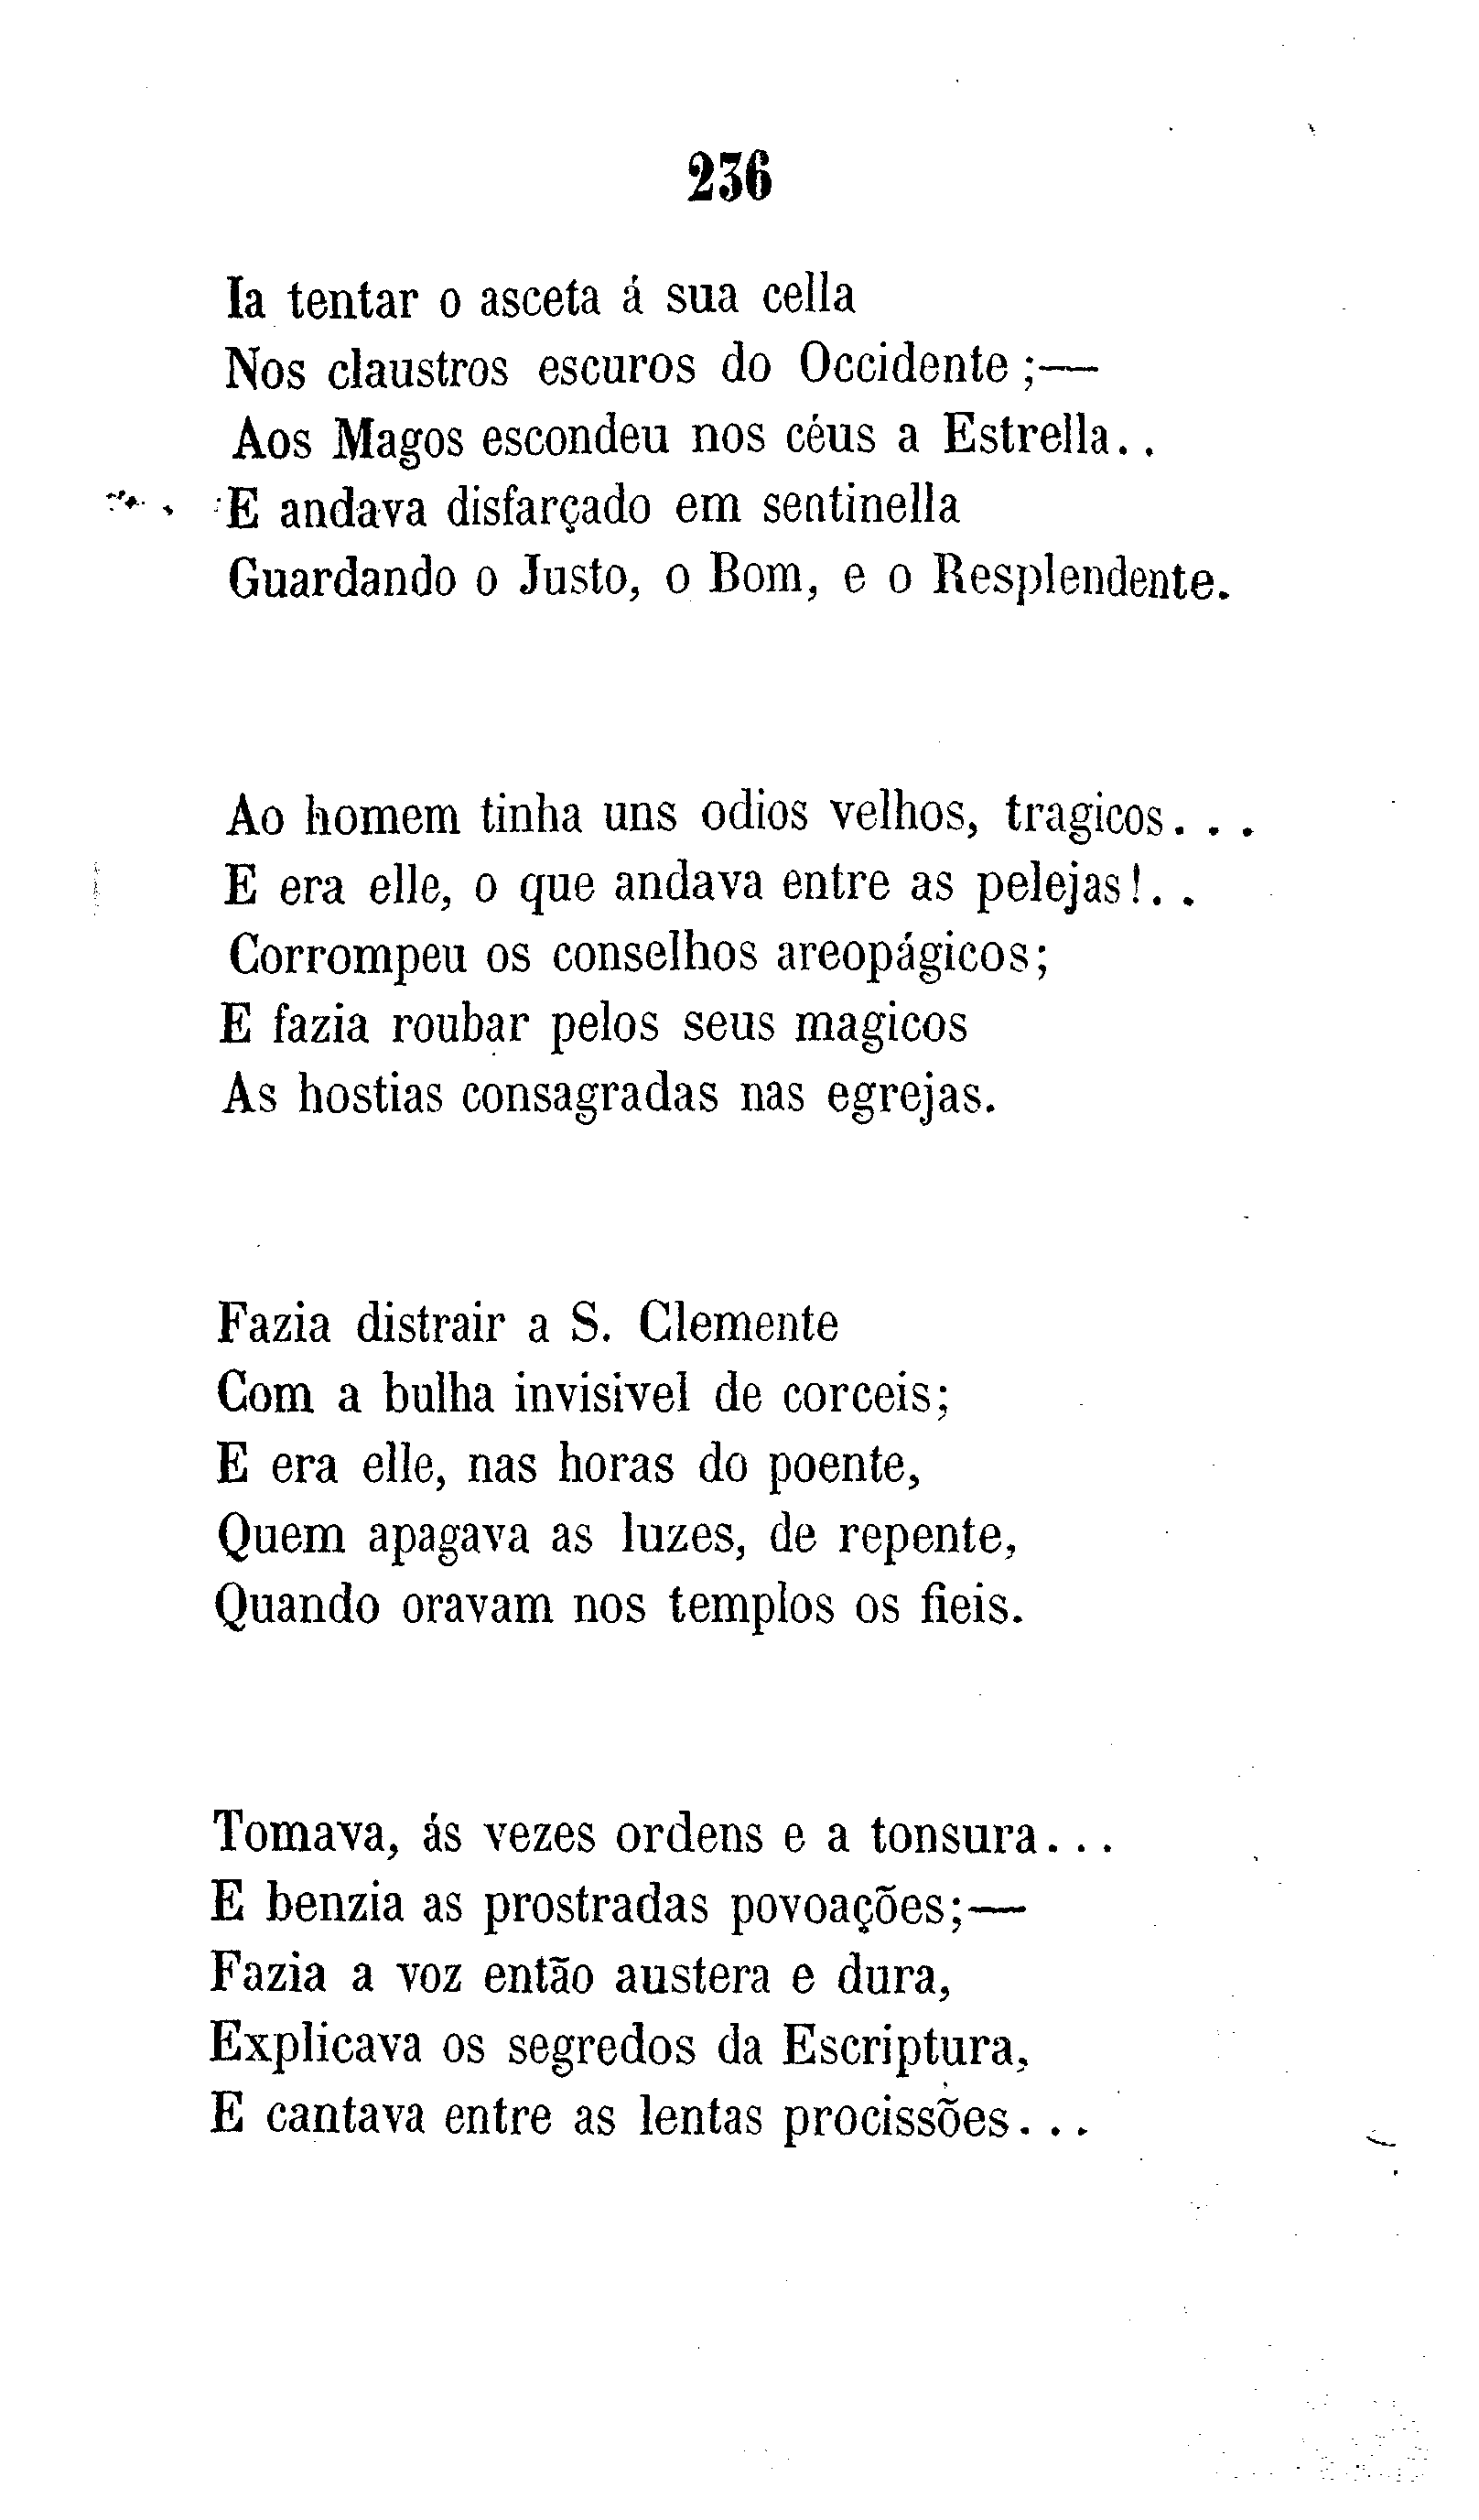 236
Ia tentar o asceta á sua cella
Nos claustros escuros do Occidente ;—
Aos Magos escondeu nos céus a Estrella. .
E andava disfarçado em sentinella
Guardando o Justo, o Bom, e o Resplendente.
Ao homem tinha uns odios velhos, tragicos. . .
E era elle, o que andava entre as pelejas!. .
Corrompeu os conselhos areopágicos;
E fazia roubar pelos seus magicos
As hostias consagradas nas egrejas.
Fazia distrair a S. Clemente
Com a bulha invisivel de corceis;
E era elle, nas horas do poente,
Quem apagava as luzes, de repente,
Quando oravam nos templos os fieis.
Tomava, ás vezes ordens e a tonsura. . .
E benzia as prostradas povoações;—
Fazia a voz então austera e dura,
Explicava os segredos da Escriptura,
E cantava entre as lentas procissões. . .